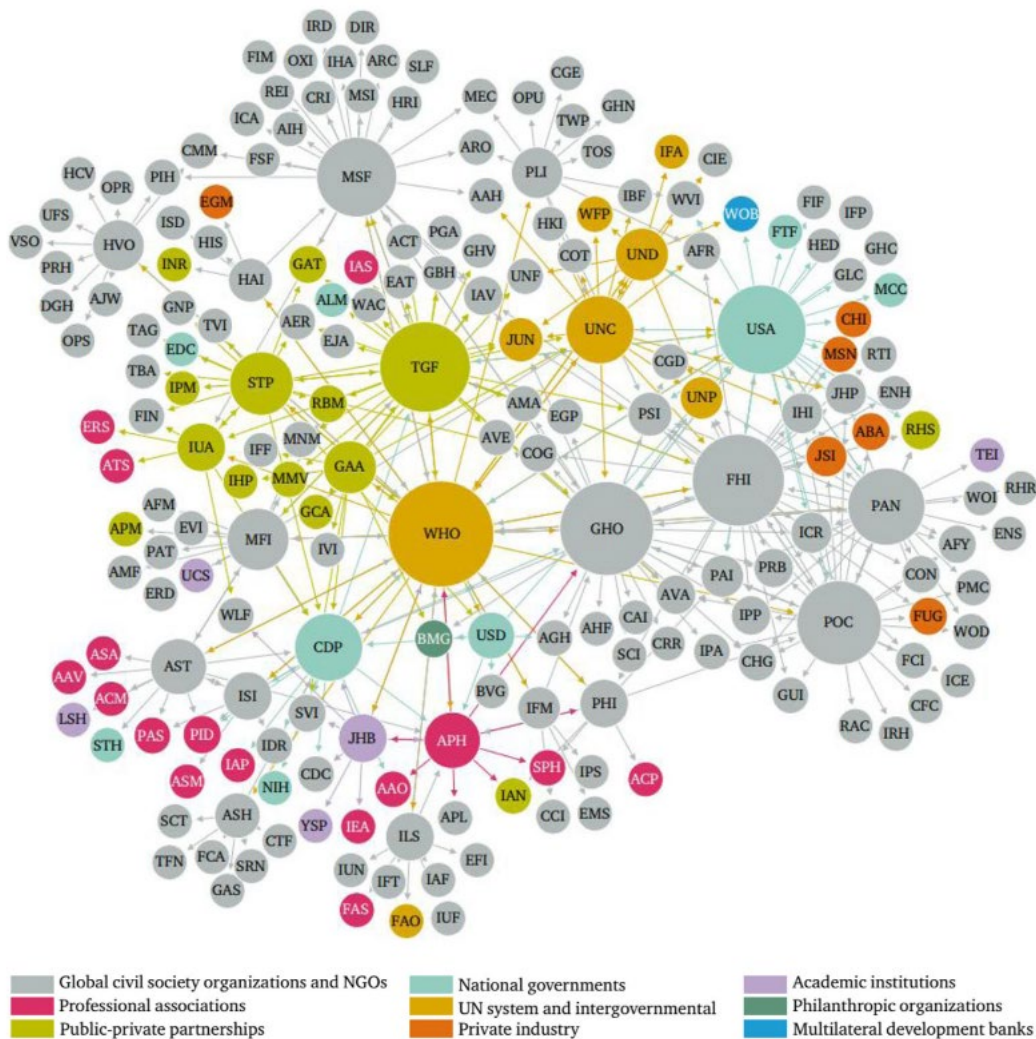 IRD DIR
FIM OXI IHA ARC SLF
REI CRI MSI HRI MEC OPU CGE GHN
ICA AIH TWP
CMM FSF MSF ARO PLI TOS IFA CIE
HCV OPR PIH AAH IBF WVI WOB FIF IFP
UFS EGM HKI WFP UND FTF HED GHC
VSO HVO ISD HIS ACT PGA GHV COT AFR GLC MCC
PRH INR HAI GAT IAS EAT GBH UNF
DGH AJW GNP ALM WAC IAV UNC USA CHI
OPS TAG TVI AER EJA TGF JUN MSN RTI
EDC CGD
TBA IPM STP RBM AMA EGP PSI UNP IHI JHP ENH
ERS FIN IUA IFF MNM AVE COG ABA RHS
ATS IHP MMV GAA JSI TEI
AFM GCA FHI WOI RHR
APM EVI MFI IVI WHO GHO ICR PAN ENS
AMF PAT UCS AFY
ERD PAI PRB CON PMC
WLF CAI AVA IPP FUG
ASA AST CDP BMG USD AGH AHF SCI CRR IPA CHG POC WOD
AAV ACM ISI BVG FCI ICE
LSH SVI IFM PHI GUI CFC
STH PAS PID IDR JHB APH RAC IRH
ASM IAP CDC SPH IPS ACP
NIH AAO IAN
SCT ASH YSP IEA APL CCI EMS
TFN FCA SRN CTF ILS
GAS IUN IFT IAF EFI
FAS FAO IUF
Global civil society organizations and NGOs
Professional associations
Public-private partnerships
National governments
UN system and intergovernmental
Private industry
Academic institutions
Philanthropic organizations
Multilateral development banks